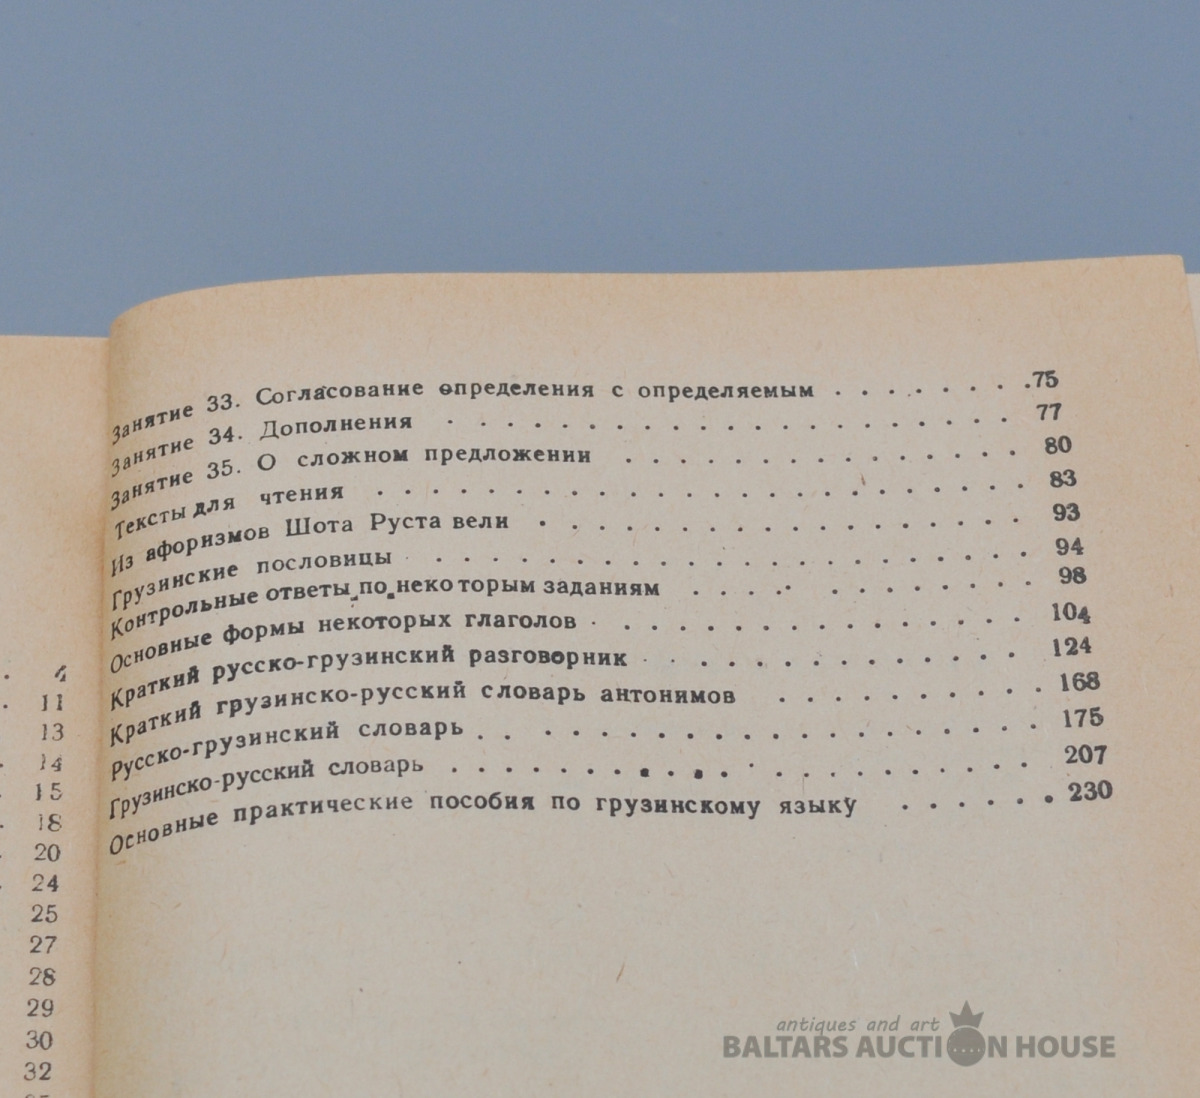 4
11
13
14
15
18
20
24
25
27
28
29
30
32
Занятие 33. Согласование определения с определяемым . . . . . . . . 75
Занятие 34. Дополнения . . . . . . . . . . . . . . . . . . . . 77
Занятие 35. О сложном предложении . . . . . . . . . . . . . . 80
Тексты для чтения . . . . . . . . . . . . . . . . . . . . . . 83
Из афоризмов Шота Руста вели . . . . . . . . . . . . . . . . 93
Грузинские пословицы . . . . . . . . . . . . . . . . . . . . 94
Контрольные ответы по неко торым заданиям . . . . . . . . . . . 98
Основные формы некоторых глаголов . . . . . . . . . . . . . . 104
Краткий русско-грузинский разговорник . . . . . . . . . . . . 124
Краткий грузинско-русский словарь антонимов . . . . . . . . . . 168
Русско-грузинский словарь . . . . . . . . . . . . . . . . . . 175
Грузинско-русский словарь . . . . . . . . . . . . . . . . . . 207
Основные практические пособия по грузинскому языку . . . . . . 230
antiques and art
BALTARS AUCTION HOUSE